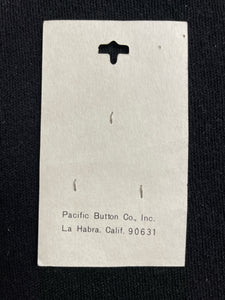 Pacific Button Co., Inc.
La Habra, Calif. 90631